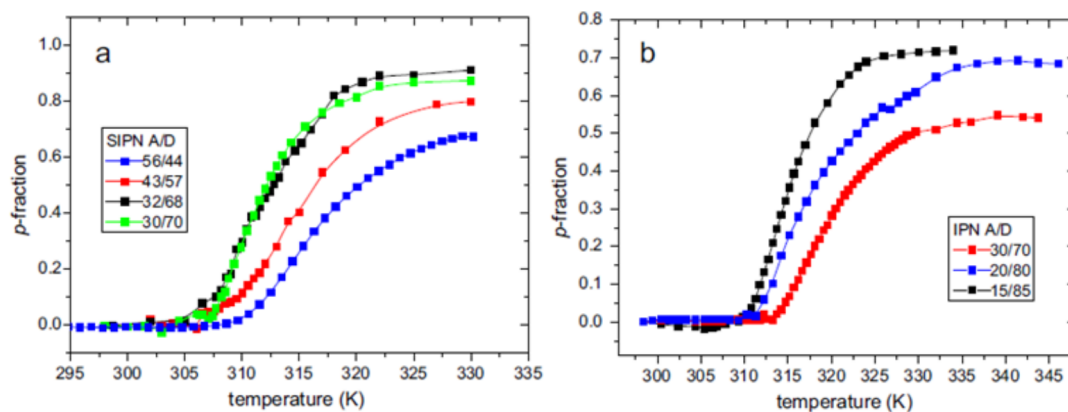 a
1.0
0.8
0.6
0.4
0.2
0.0
p-fraction
SIPN A/D
56/44
43/57
32/68
30/70
295 300 305 310 315 320 325 330 335
temperature (K)
b
0.8
0.7
0.6
0.5
0.4
0.3
0.2
0.1
0.0
p-fraction
IPN A/D
30/70
20/80
15/85
300 305 310 315 320 325 330 335 340 345
temperature (K)